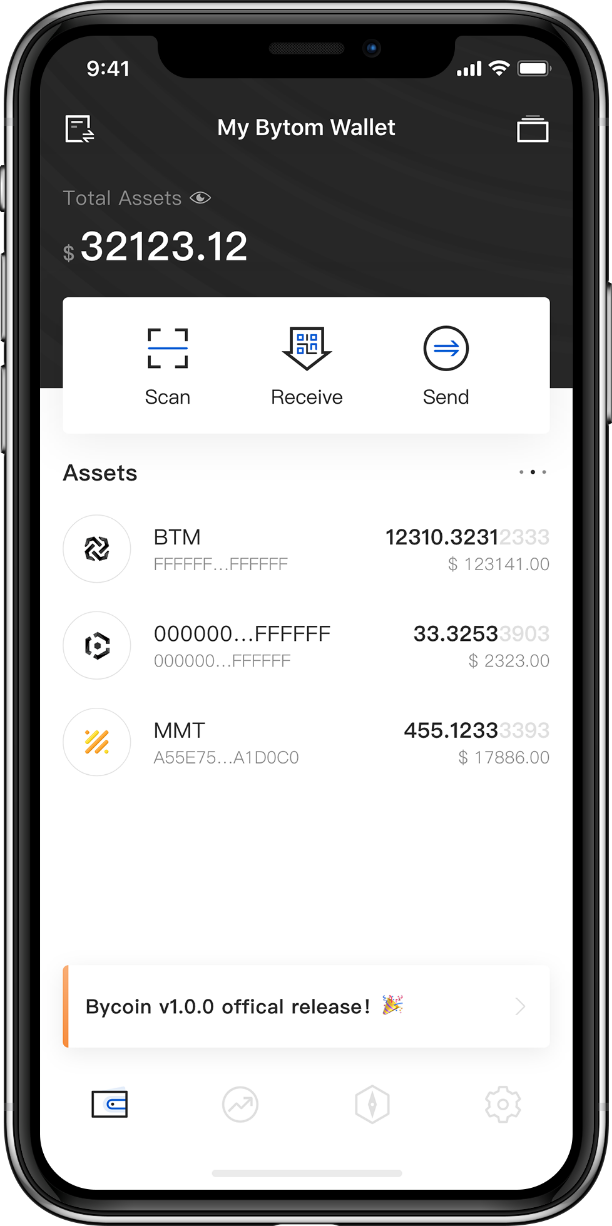 9:41
My Bytom Wallet
Total Assets
$ 32123.12
Scan Receive Send
Assets
BTM 12310.32312333
FFFFFF...FFFFFF $ 123141.00
000000...FFFFFF 33.32533903
000000...FFFFFF $ 2323.00
MMT 455.12333393
A55E75...A1D0C0 $ 17886.00
Bycoin v1.0.0 offical release! 🎉